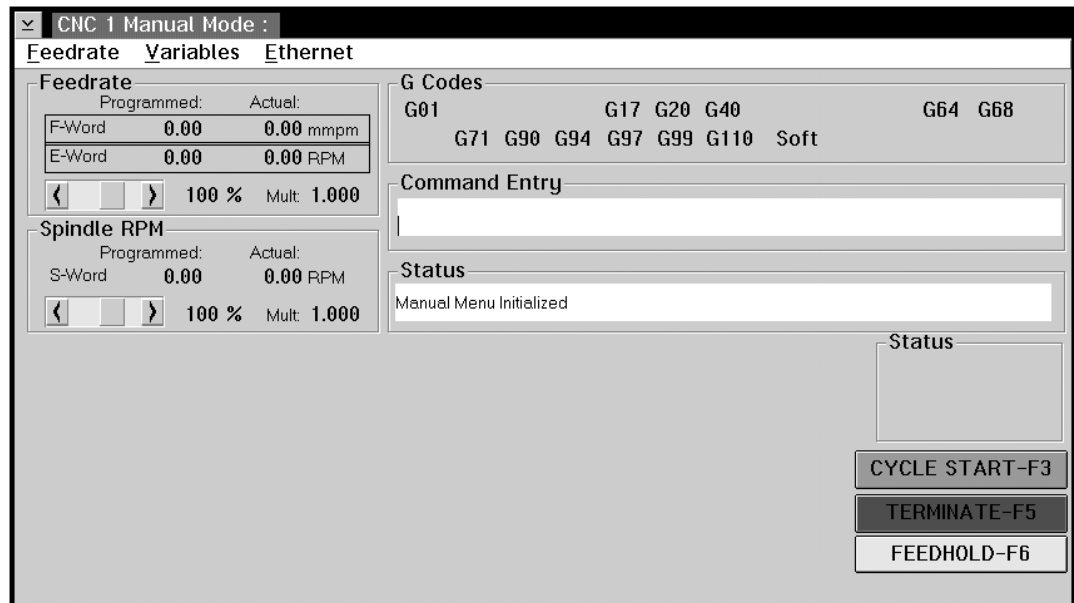 CNC 1 Manual Mode :
Feedrate Variables Ethernet
Feedrate
Programmed: Actual:
F-Word 0.00 0.00 mmpm
E-Word 0.00 0.00 RPM
100 % Mult: 1.000
Spindle RPM
Programmed: Actual:
S-Word 0.00 0.00 RPM
100 % Mult: 1.000
G Codes
G01 G17 G20 G40 G64 G68
G71 G90 G94 G97 G99 G110 Soft
Command Entry
Status
Manual Menu Initialized
Status
CYCLE START-F3
TERMINATE-F5
FEEDHOLD-F6